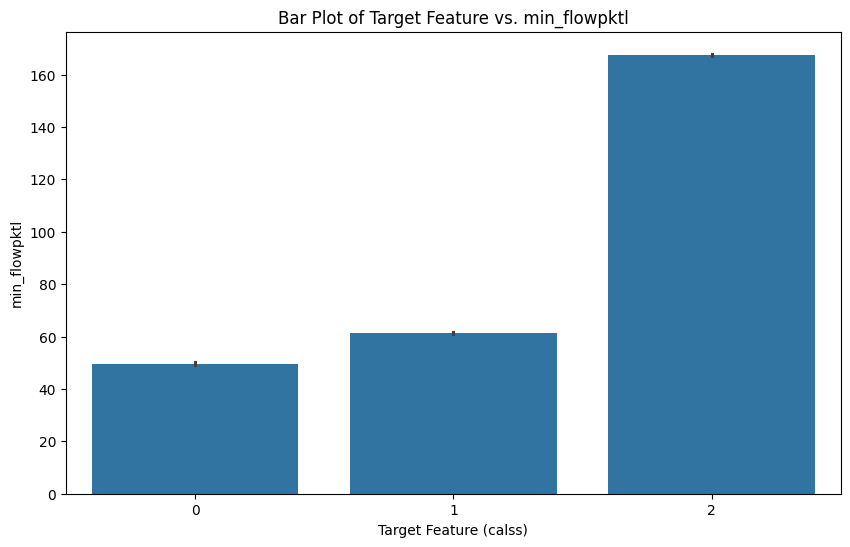 Bar Plot of Target Feature vs. min_flowpktl
min_flowpktl
160
140
120
100
80
60
40
20
0
0 1 2
Target Feature (calss)